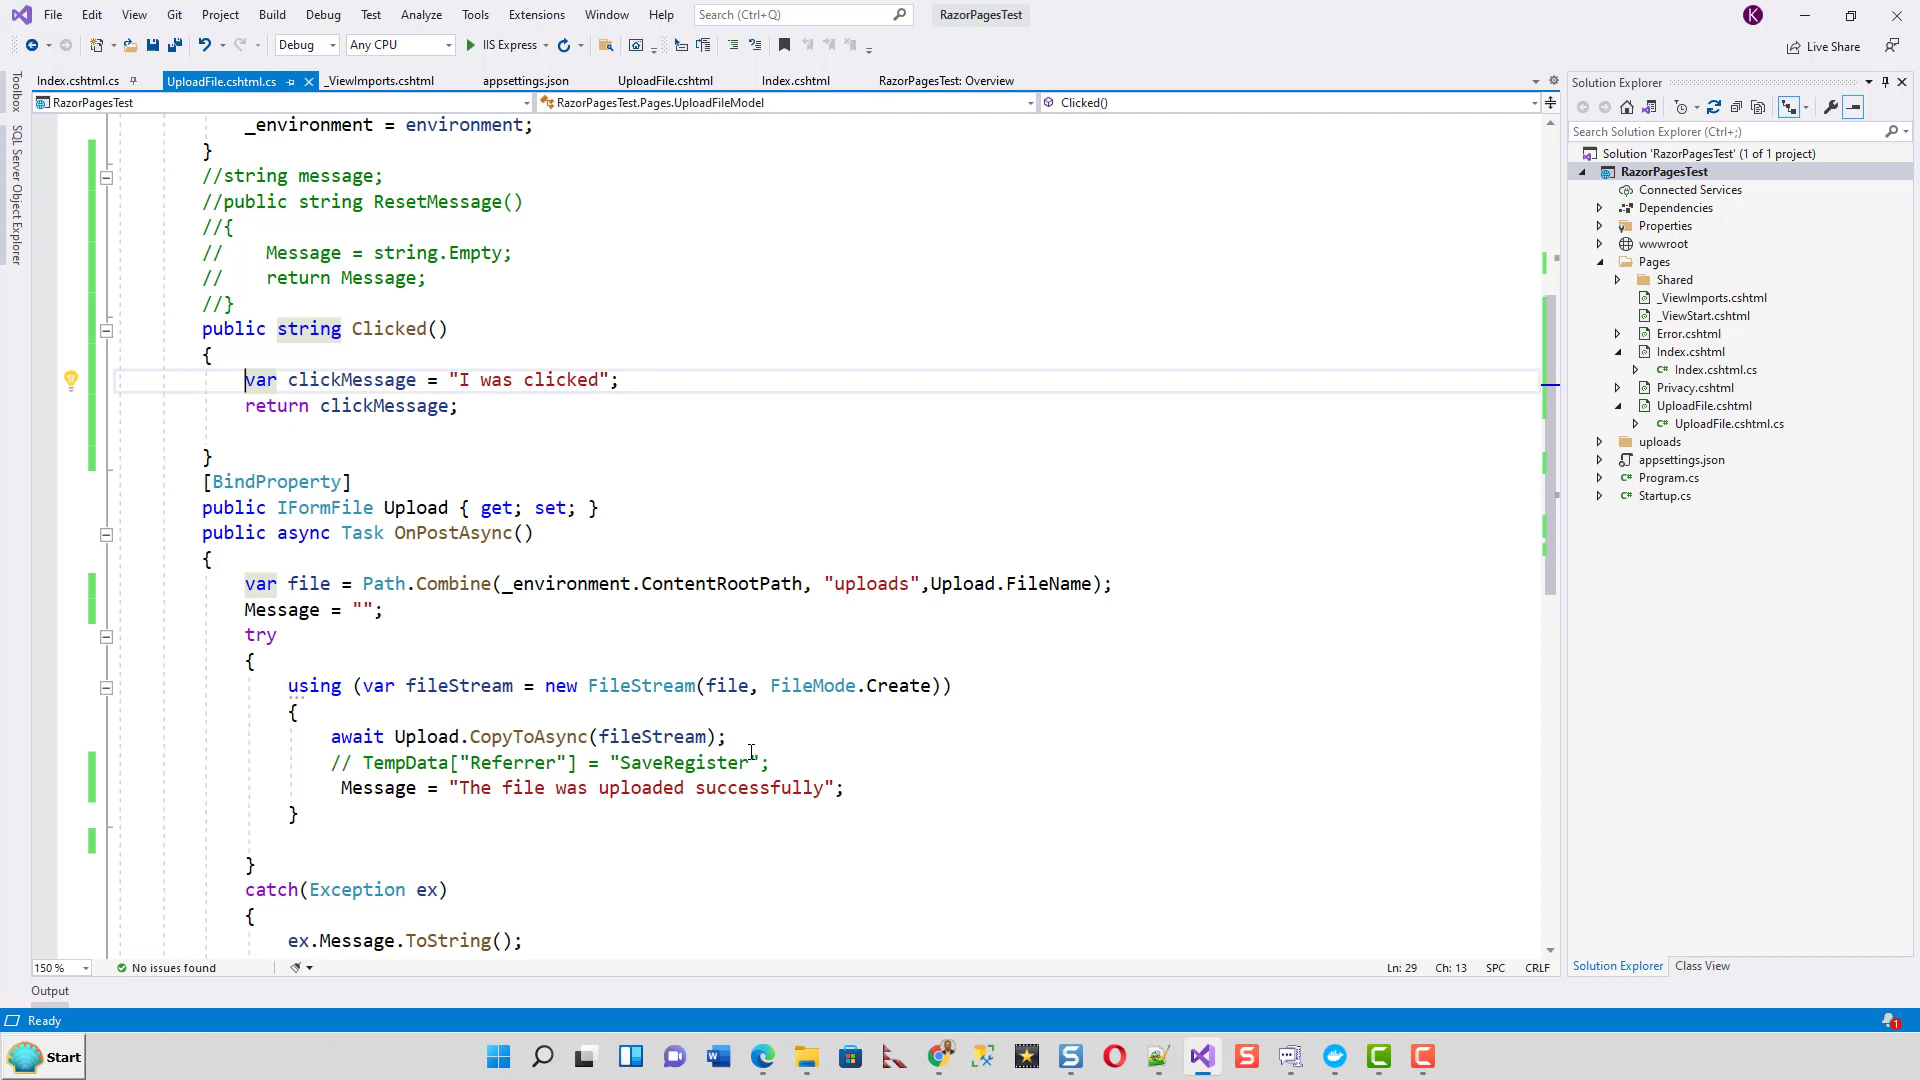 File Edit View Git Project Build Debug Test Analyze Tools Extensions Window Help Search (Ctrl+Q) RazorPagesTest K
Debug Any CPU IIS Express Live Share
Index.cshtml.cs UploadFile.cshtml.cs _ViewImports.cshtml appsettings.json UploadFile.cshtml Index.cshtml RazorPagesTest: Overview
RazorPagesTest RazorPagesTest.Pages.UploadFileModel Clicked()
Toolbox
SQL Server Object Explorer
_environment = environment;
}
//string message;
//public string ResetMessage()
//{
// Message = string.Empty;
// return Message;
//}
public string Clicked()
{
var clickMessage = "I was clicked";
return clickMessage;
}
[BindProperty]
public IFormFile Upload { get; set; }
public async Task OnPostAsync()
{
var file = Path.Combine(_environment.ContentRootPath, "uploads",Upload.FileName);
Message = "";
try
{
using (var fileStream = new FileStream(file, FileMode.Create))
{
await Upload.CopyToAsync(fileStream);
// TempData["Referrer"] = "SaveRegister";
Message = "The file was uploaded successfully";
}
}
catch(Exception ex)
{
ex.Message.ToString();
150 % No issues found Ln: 29 Ch: 13 SPC CRLF
Solution Explorer
Search Solution Explorer (Ctrl+;)
Solution 'RazorPagesTest' (1 of 1 project)
RazorPagesTest
Connected Services
Dependencies
Properties
wwwroot
Pages
Shared
_ViewImports.cshtml
_ViewStart.cshtml
Error.cshtml
Index.cshtml
C# Index.cshtml.cs
Privacy.cshtml
UploadFile.cshtml
C# UploadFile.cshtml.cs
uploads
appsettings.json
C# Program.cs
C# Startup.cs
Solution Explorer Class View
Output
Ready 1
Start